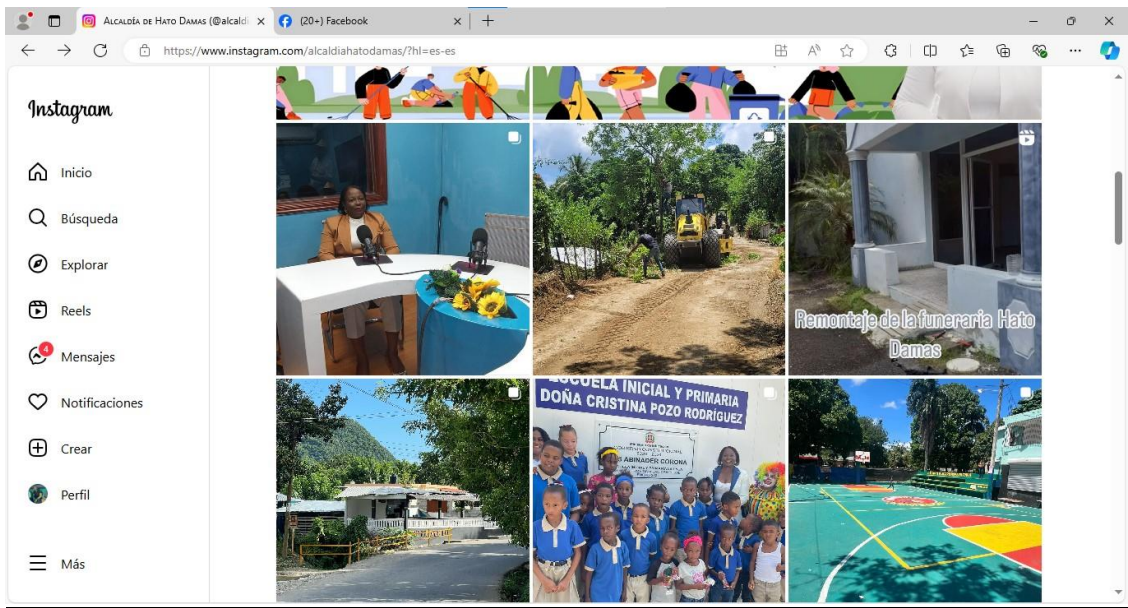 ALCALDÍA DE HATO DAMAS (@alcaldi
(20+) Facebook
https://www.instagram.com/alcaldiahatodamas/?hl=es-es
Instagram
Inicio
Búsqueda
Explorar
Reels
4
Mensajes
Notificaciones
Crear
Perfil
Más
Remontaje de la funeraria Hato
Damas
ESCUELA INICIAL Y PRIMARIA
DOÑA CRISTINA POZO RODRÍGUEZ
ABINADER CORONA